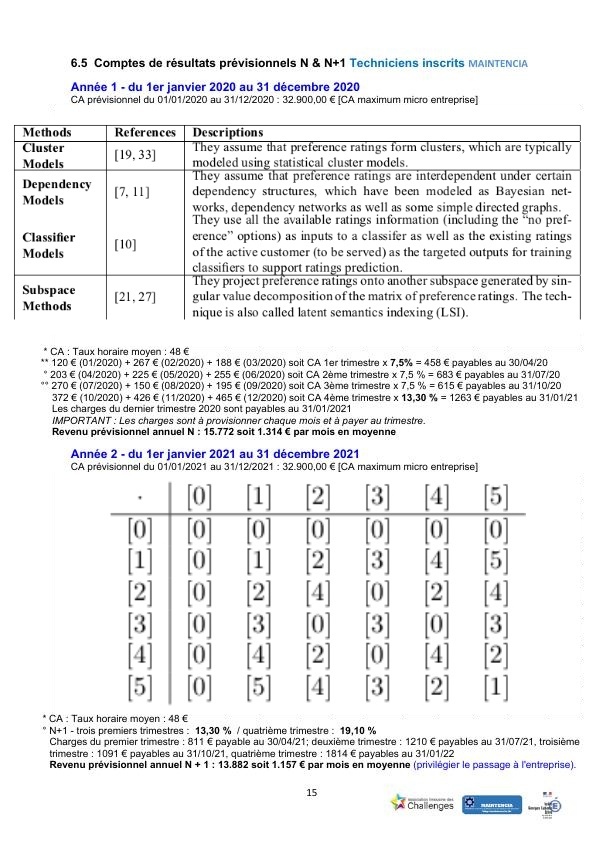 6.5 Comptes de résultats prévisionnels N & N+1 Techniciens inscrits MAINTENCIA
Année 1 - du 1er janvier 2020 au 31 décembre 2020
CA prévisionnel du 01/01/2020 au 31/12/2020 : 32.900,00 € [CA maximum micro entreprise]
Methods References Descriptions
Cluster Models [19, 33] They assume that preference ratings form clusters, which are typically
modeled using statistical cluster models.
Dependency Models [7, 11] They assume that preference ratings are interdependent under certain
dependency structures, which have been modeled as Bayesian net-
works, dependency networks as well as some simple directed graphs.
Classifier Models [10] They use all the available ratings information (including the “no pref-
erence” options) as inputs to a classifer as well as the existing ratings
of the active customer (to be served) as the targeted outputs for training
classifiers to support ratings prediction.
Subspace Methods [21, 27] They project preference ratings onto another subspace generated by sin-
gular value decomposition of the matrix of preference ratings. The tech-
nique is also called latent semantics indexing (LSI).
* CA : Taux horaire moyen : 48 €
** 120 € (01/2020) + 267 € (02/2020) + 188 € (03/2020) soit CA 1er trimestre x 7,5% = 458 € payables au 30/04/20
° 203 € (04/2020) + 225 € (05/2020) + 255 € (06/2020) soit CA 2ème trimestre x 7,5 % = 683 € payables au 31/07/20
°° 270 € (07/2020) + 150 € (08/2020) + 195 € (09/2020) soit CA 3ème trimestre x 7,5 % = 615 € payables au 31/10/20
372 € (10/2020) + 426 € (11/2020) + 465 € (12/2020) soit CA 4ème trimestre x 13,30 % = 1263 € payables au 31/01/21
Les charges du dernier trimestre 2020 sont payables au 31/01/2021
IMPORTANT : Les charges sont à provisionner chaque mois et à payer au trimestre.
Revenu prévisionnel annuel N : 15.772 soit 1.314 € par mois en moyenne
Année 2 - du 1er janvier 2021 au 31 décembre 2021
CA prévisionnel du 01/01/2021 au 31/12/2021 : 32.900,00 € [CA maximum micro entreprise]
· [0] [1] [2] [3] [4] [5]
[0] [0] [0] [0] [0] [0] [0]
[1] [0] [1] [2] [3] [4] [5]
[2] [0] [2] [4] [0] [2] [4]
[3] [0] [3] [0] [3] [0] [3]
[4] [0] [4] [2] [0] [4] [2]
[5] [0] [5] [4] [3] [2] [1]
* CA : Taux horaire moyen : 48 €
° N+1 - trois premiers trimestres : 13,30 % / quatrième trimestre : 19,10 %
Charges du premier trimestre : 811 € payable au 30/04/21; deuxième trimestre : 1210 € payables au 31/07/21, troisième
trimestre : 1091 € payables au 31/10/21, quatrième trimestre : 1814 € payables au 31/01/22
Revenu prévisionnel annuel N + 1 : 13.882 soit 1.157 € par mois en moyenne (privilégier le passage à l'entreprise).
15
Challenges
MAINTENCIA